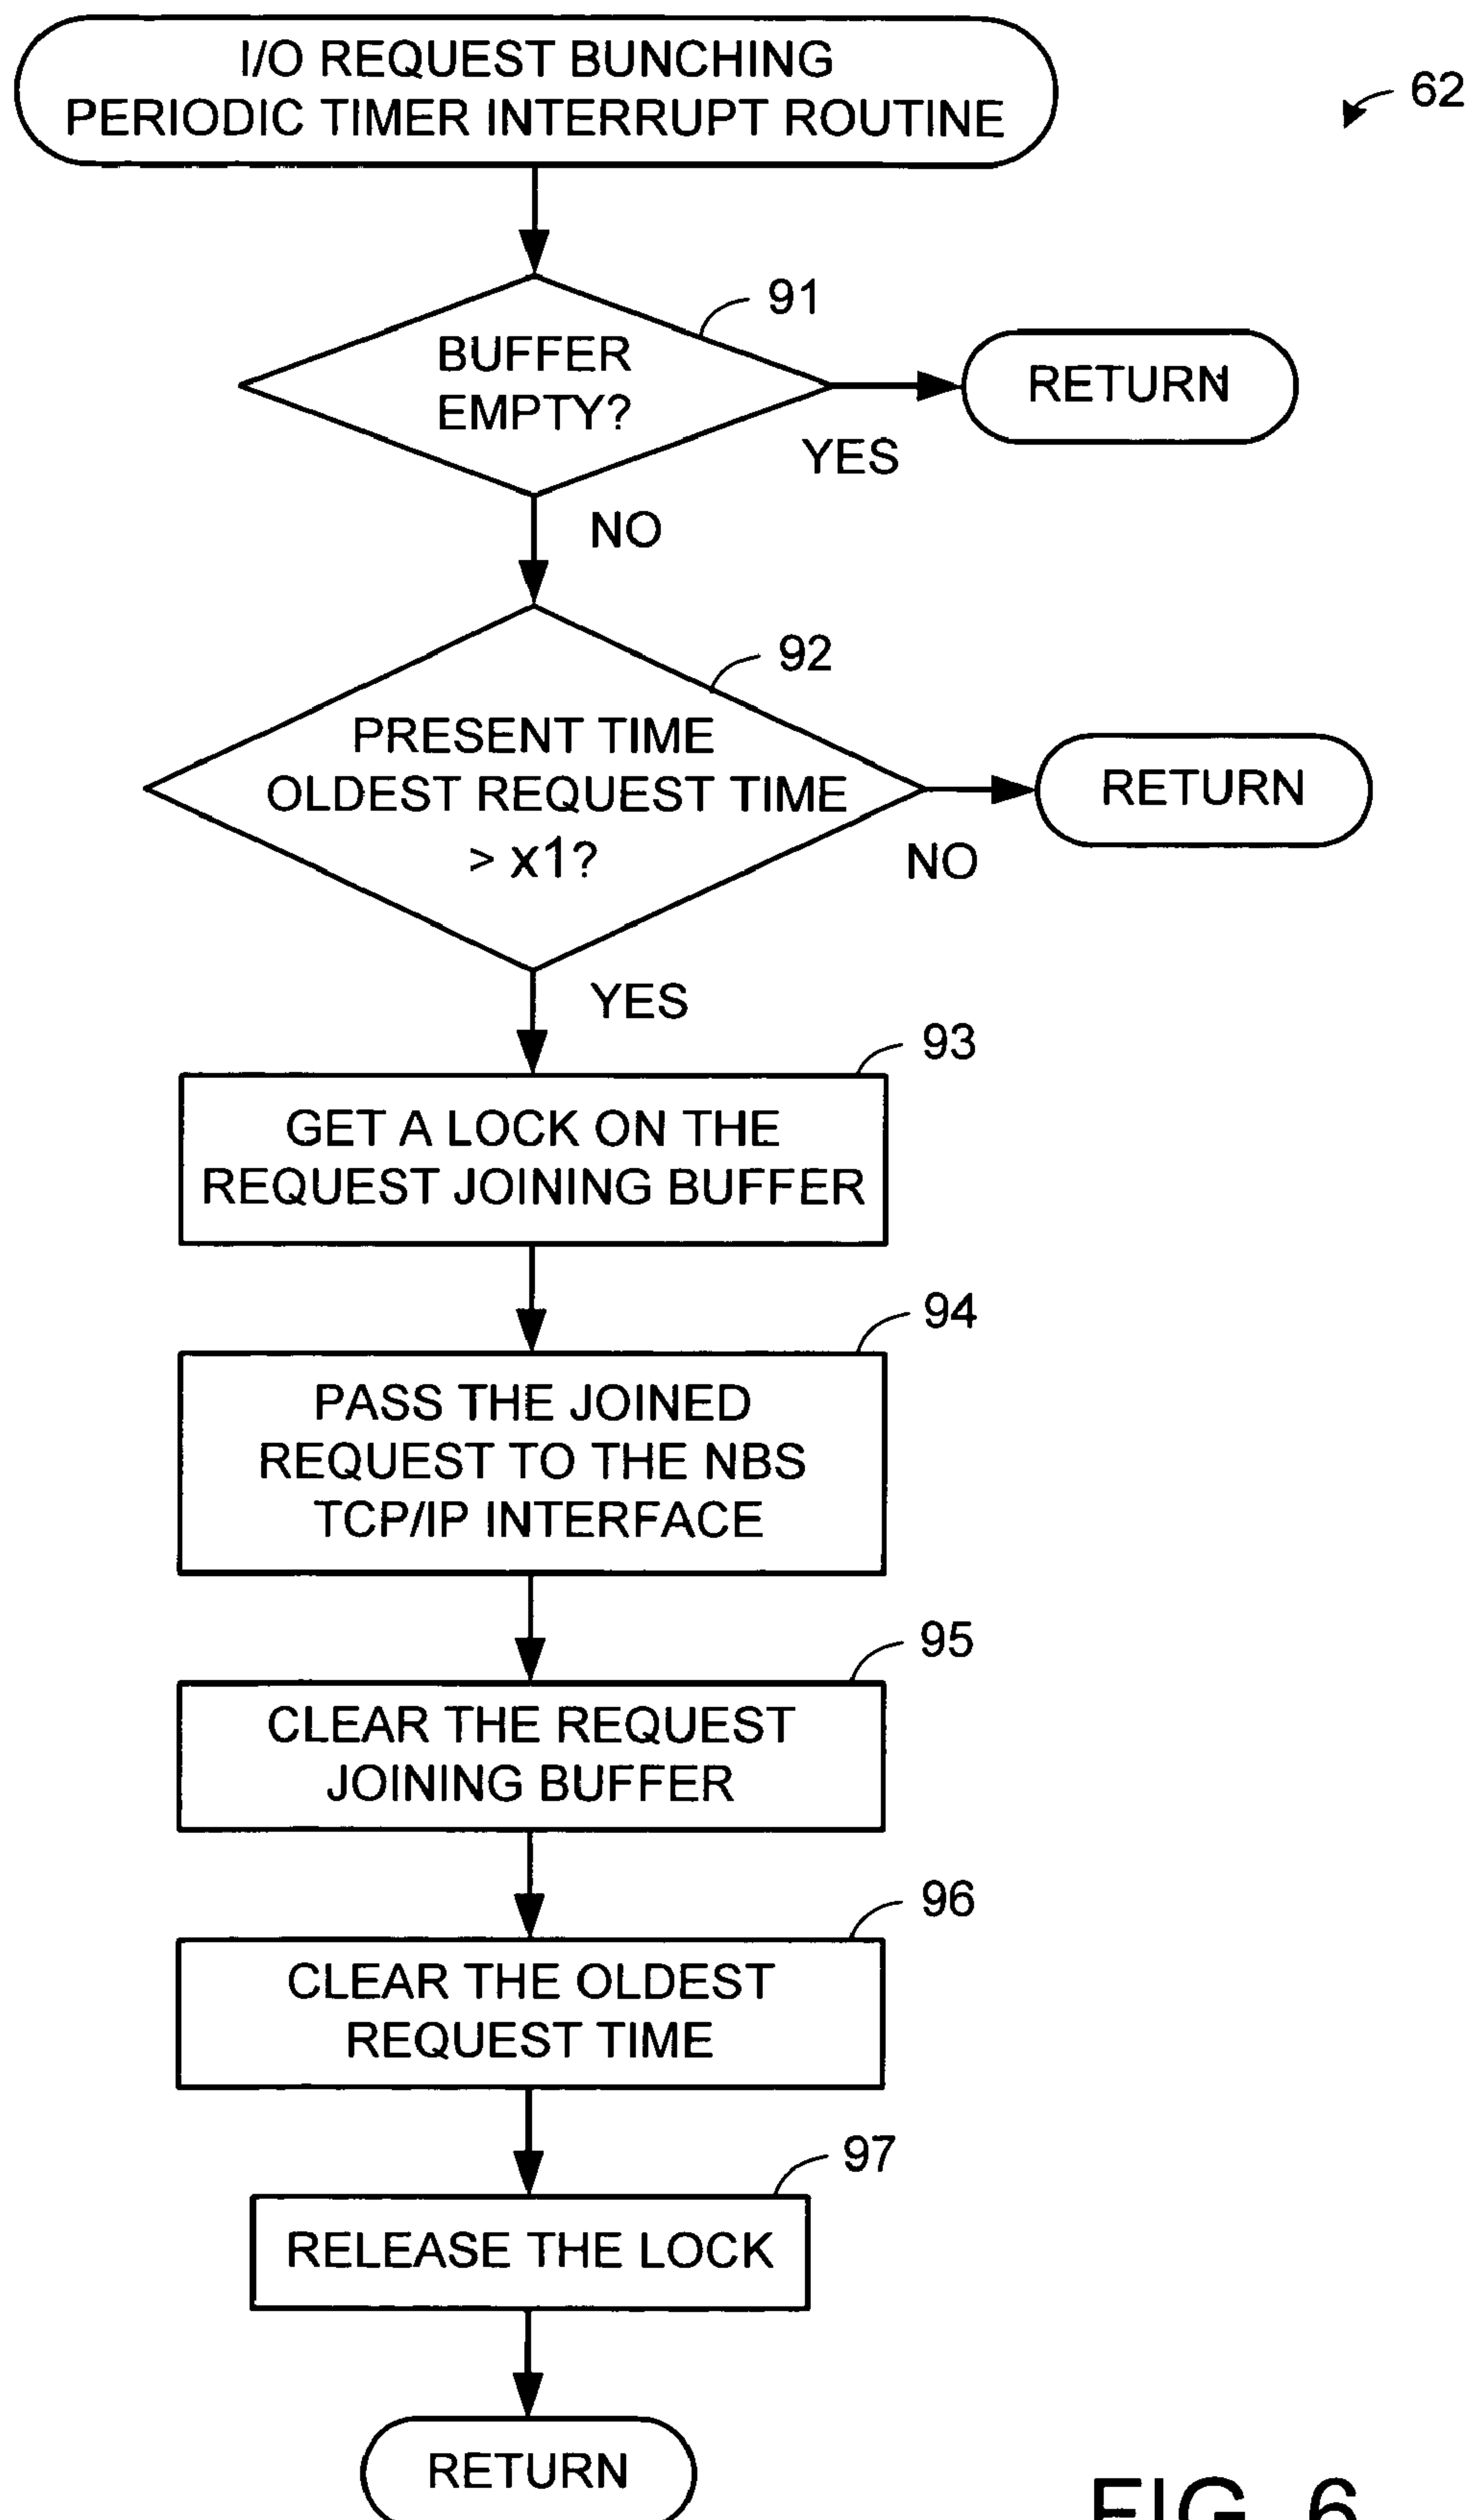 I/O REQUEST BUNCHING
PERIODIC TIMER INTERRUPT ROUTINE
62
91
BUFFER
EMPTY?
RETURN
YES
NO
92
PRESENT TIME
OLDEST REQUEST TIME
> x1?
RETURN
NO
YES
93
GET A LOCK ON THE
REQUEST JOINING BUFFER
94
PASS THE JOINED
REQUEST TO THE NBS
TCP/IP INTERFACE
95
CLEAR THE REQUEST
JOINING BUFFER
96
CLEAR THE OLDEST
REQUEST TIME
97
RELEASE THE LOCK
RETURN
FIG. 6